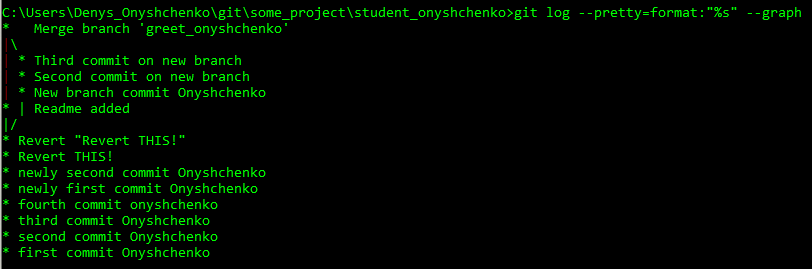 C:\Users\Denys_Onyshchenko\git\some_project\student_onyshchenko>git log --pretty=format:"%s" --graph
*   Merge branch 'greet_onyshchenko'
|\
| * Third commit on new branch
| * Second commit on new branch
| * New branch commit Onyshchenko
* | Readme added
|/
* Revert "Revert THIS!"
* Revert THIS!
* newly second commit Onyshchenko
* newly first commit Onyshchenko
* fourth commit onyshchenko
* third commit Onyshchenko
* second commit Onyshchenko
* first commit Onyshchenko